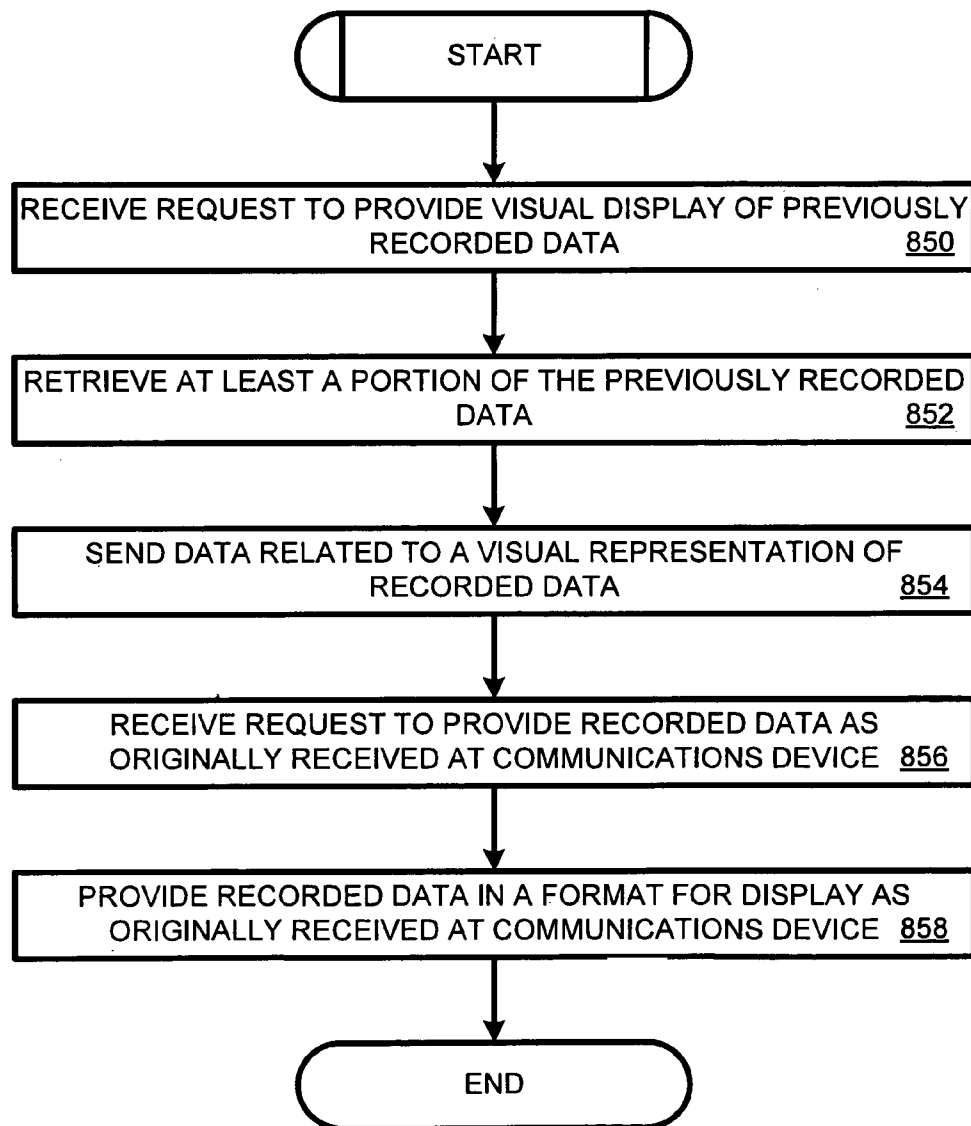 START
RECEIVE REQUEST TO PROVIDE VISUAL DISPLAY OF PREVIOUSLY
RECORDED DATA 850
RETRIEVE AT LEAST A PORTION OF THE PREVIOUSLY RECORDED
DATA 852
SEND DATA RELATED TO A VISUAL REPRESENTATION OF
RECORDED DATA 854
RECEIVE REQUEST TO PROVIDE RECORDED DATA AS
ORIGINALLY RECEIVED AT COMMUNICATIONS DEVICE 856
PROVIDE RECORDED DATA IN A FORMAT FOR DISPLAY AS
ORIGINALLY RECEIVED AT COMMUNICATIONS DEVICE 858
END